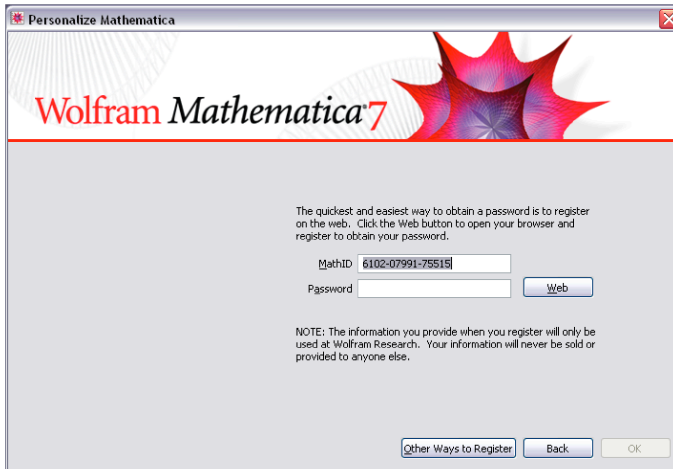 Personalize Mathematica
Wolfram Mathematica 7
The quickest and easiest way to obtain a password is to register
on the web. Click the Web button to open your browser and
register to obtain your password.
MathID 6102-07991-75515
Password
Web
NOTE: The information you provide when you register will only be
used at Wolfram Research. Your information will never be sold or
provided to anyone else.
Other Ways to Register Back OK